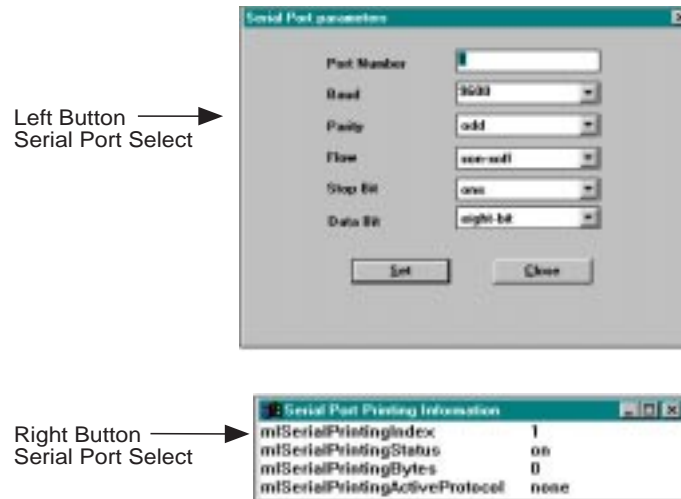 Serial Port parameters
Port Number
Baud 9600
Left Button
Serial Port Select
Parity odd
Flow xon-xoff
Stop Bit one
Data Bit eight-bit
Set Close
Serial Port Printing Information
Right Button
Serial Port Select
mlSerialPrintingIndex 1
mlSerialPrintingStatus on
mlSerialPrintingBytes 0
mlSerialPrintingActiveProtocol none